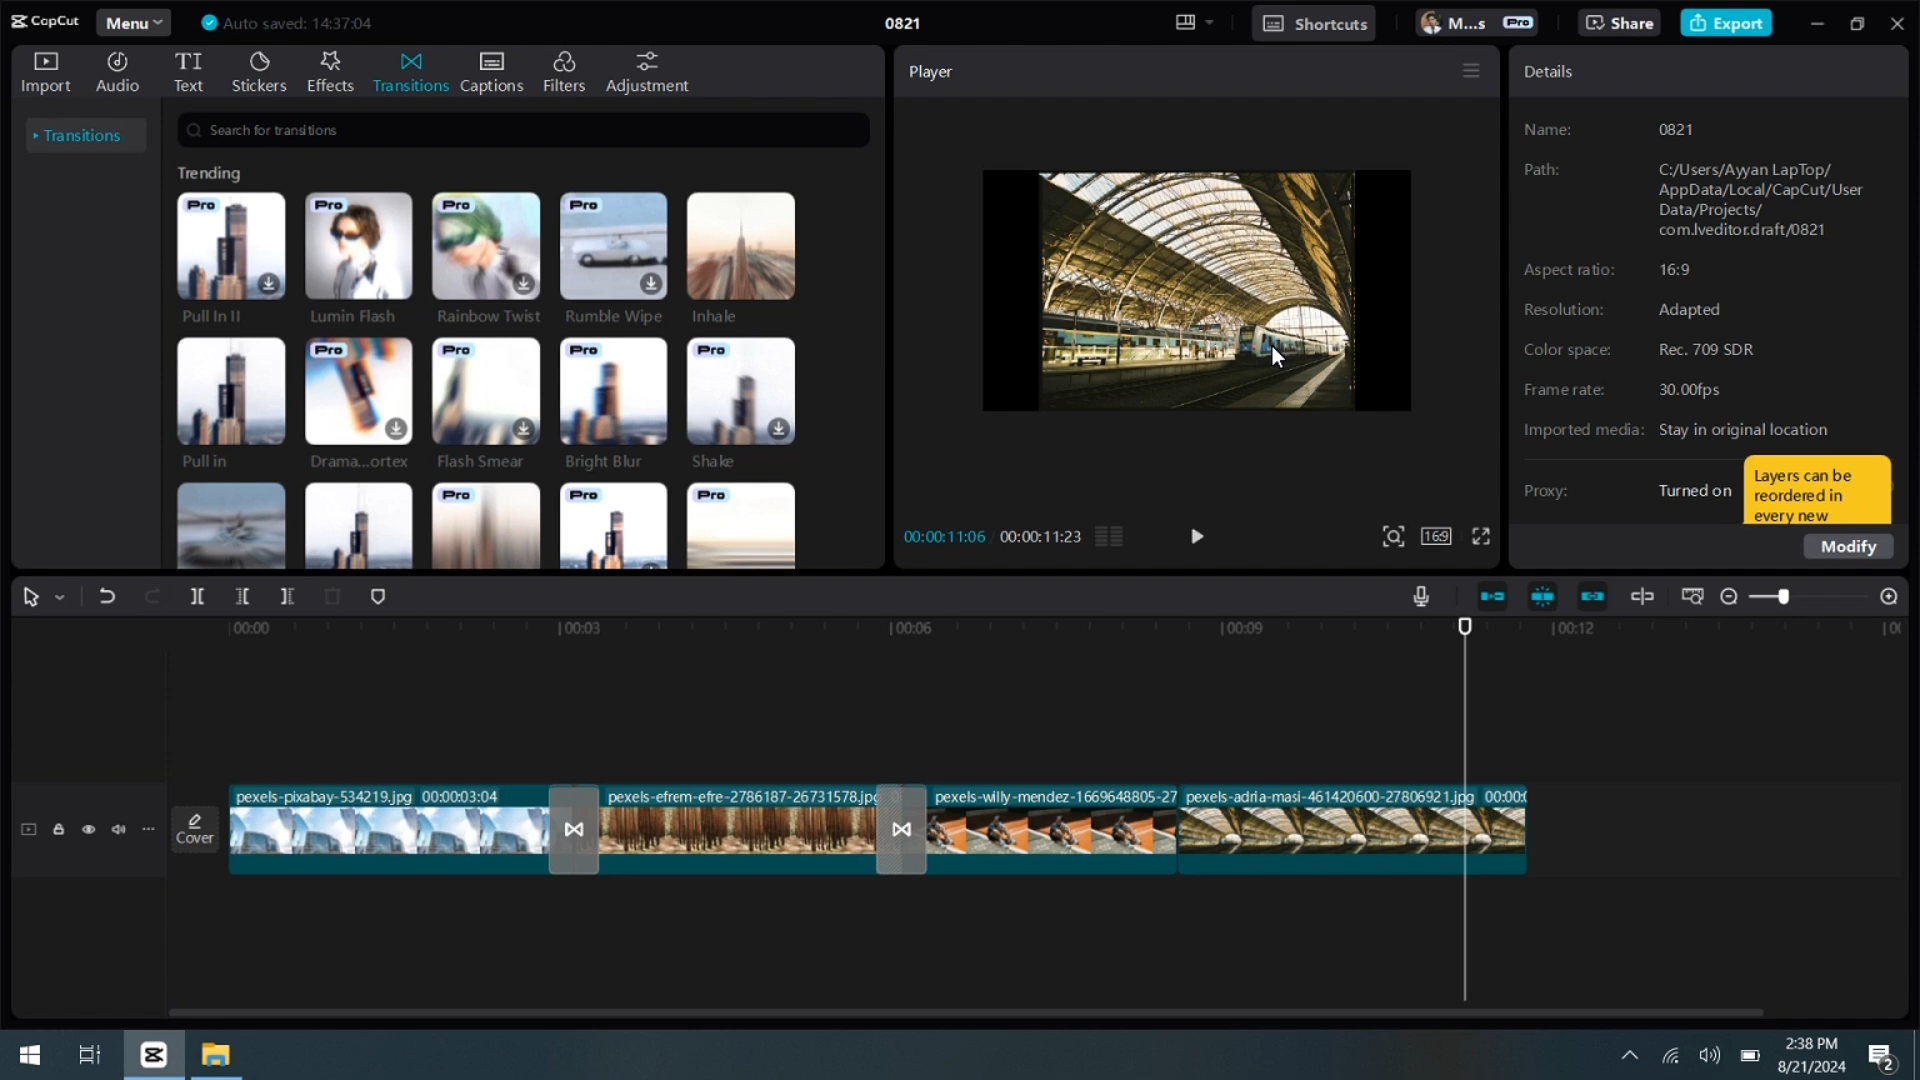 CapCut
Menu
Auto saved: 14:37:04
0821
Shortcuts
M...s
Pro
Share
Export
Import
Audio
TI
Text
Stickers
Effects
Transitions
Captions
Filters
Adjustment
Transitions
Search for transitions
Trending
Pro
Pro
Pro
Pro
Pull In II
Lumin Flash
Rainbow Twist
Rumble Wipe
Inhale
Pro
Pro
Pro
Pro
Pull in
Drama...ortex
Flash Smear
Bright Blur
Shake
Pro
Pro
Pro
Player
00:00:11:06
00:00:11:23
16:9
Details
Name: 0821
Path: C:/Users/Ayyan LapTop/
AppData/Local/CapCut/User
Data/Projects/
com.lveditor.draft/0821
Aspect ratio: 16:9
Resolution: Adapted
Color space: Rec. 709 SDR
Frame rate: 30.00fps
Imported media: Stay in original location
Proxy: Turned on
Layers can be
reordered in
every new
Modify
00:00
00:03
00:06
00:09
00:12
Cover
pexels-pixabay-534219.jpg 00:00:03:04
pexels-efrem-efre-2786187-26731578.jpg
pexels-willy-mendez-1669648805-27
pexels-adria-masi-461420600-27806921.jpg 00:00:0
2:38 PM
8/21/2024
2